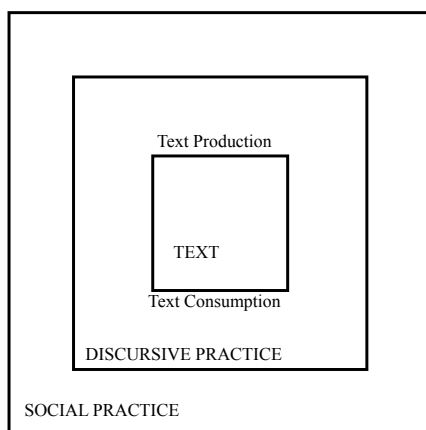 Text Production
TEXT
Text Consumption
DISCURSIVE PRACTICE
SOCIAL PRACTICE